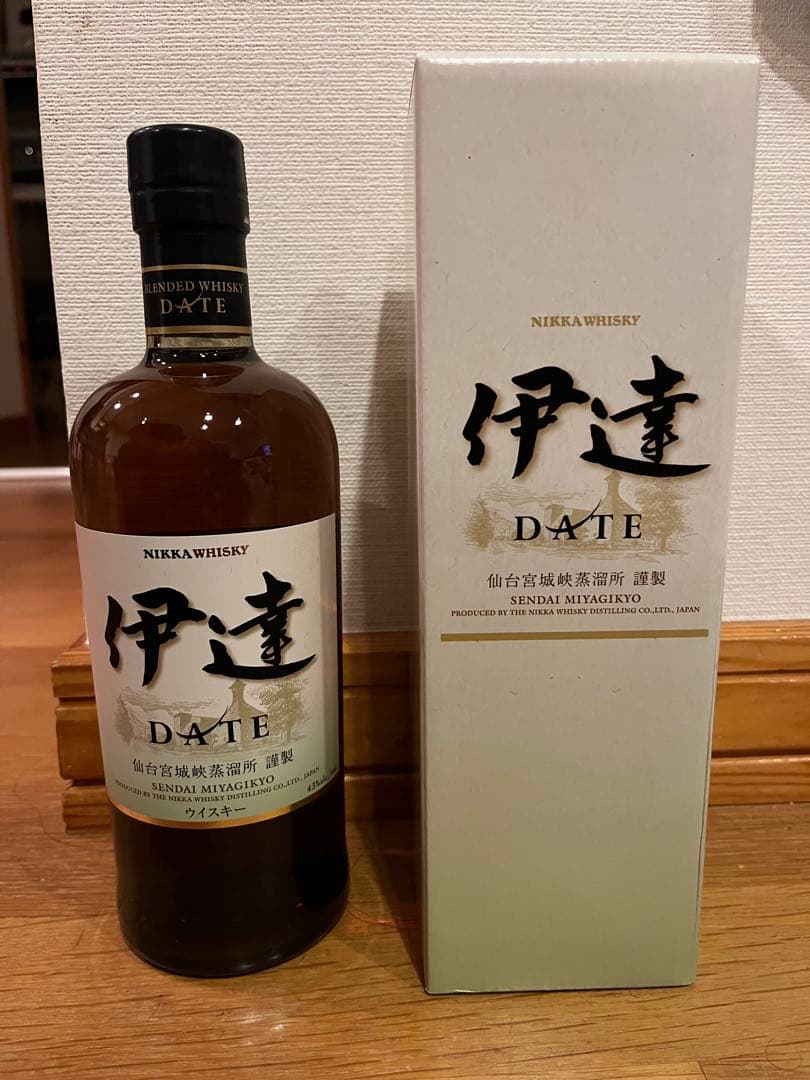 BLENDED WHISKY
DATE
NIKKA WHISKY
伊達
DATE
仙台宮城峡蒸溜所 謹製
SENDAI MIYAGIKYO
PRODUCED BY THE NIKKA WHISKY DISTILLING CO.,LTD., JAPAN
ウイスキー
NIKKA WHISKY
伊達
DATE
仙台宮城峡蒸溜所 謹製
SENDAI MIYAGIKYO
PRODUCED BY THE NIKKA WHISKY DISTILLING CO.,LTD., JAPAN